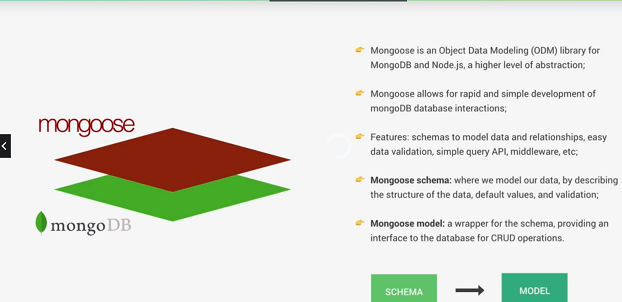 mongoose
mongoDB
Mongoose is an Object Data Modeling (ODM) library for
MongoDB and Node.js, a higher level of abstraction;
Mongoose allows for rapid and simple development of
mongoDB database interactions;
Features: schemas to model data and relationships, easy
data validation, simple query API, middleware, etc;
Mongoose schema: where we model our data, by describing
the structure of the data, default values, and validation;
Mongoose model: a wrapper for the schema, providing an
interface to the database for CRUD operations.
SCHEMA
MODEL